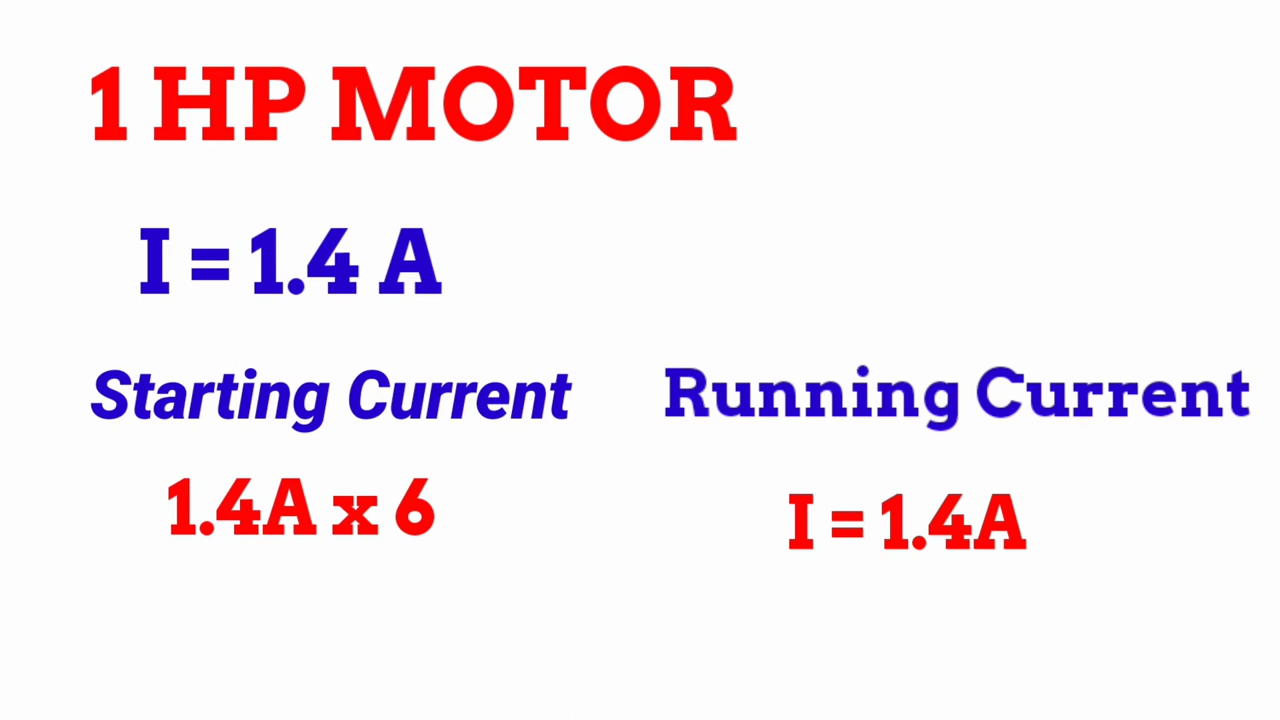 1 HP MOTOR
I = 1.4 A
Starting Current
Running Current
1.4A x 6
I = 1.4A